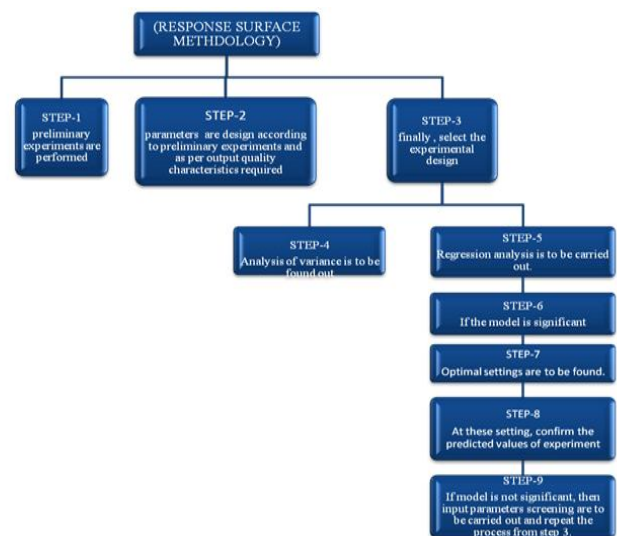 (RESPONSE SURFACE
METHDOLOGY)
STEP-1
preliminary
experiments are
performed
STEP-2
parameters are design according
to preliminary experiments and
as per output quality
characteristics required
STEP-3
finally , select the
experimental
design
STEP-4
Analysis of variance is to be
found out
STEP-5
Regression analysis is to be carried
out.
STEP-6
If the model is significant
STEP-7
Optimal settings are to be found.
STEP-8
At these setting, confirm the
predicted values of experiment
STEP-9
If model is not significant, then
input parameters screening are to
be carried out and repeat the
process from step 3.